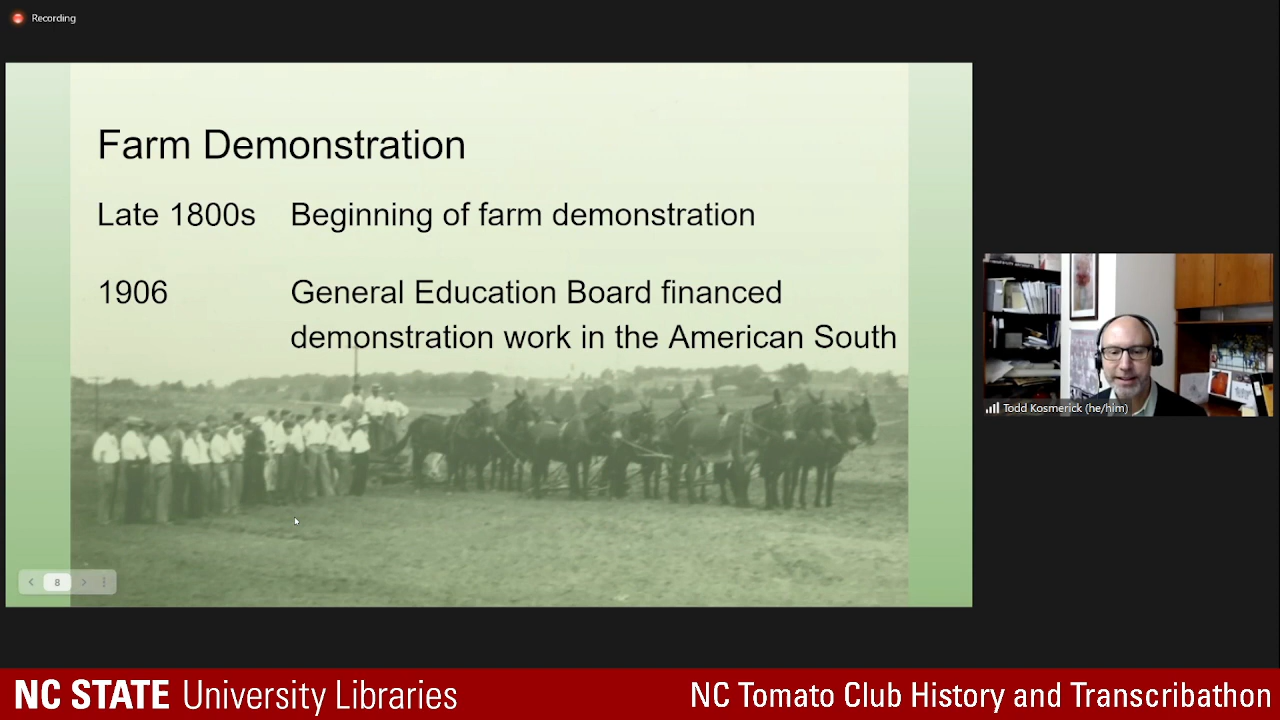 Recording
Farm Demonstration
Late 1800s Beginning of farm demonstration
1906 General Education Board financed
demonstration work in the American South
8
Todd Kosmerick (he/him)
NC STATE University Libraries
NC Tomato Club History and Transcribathon